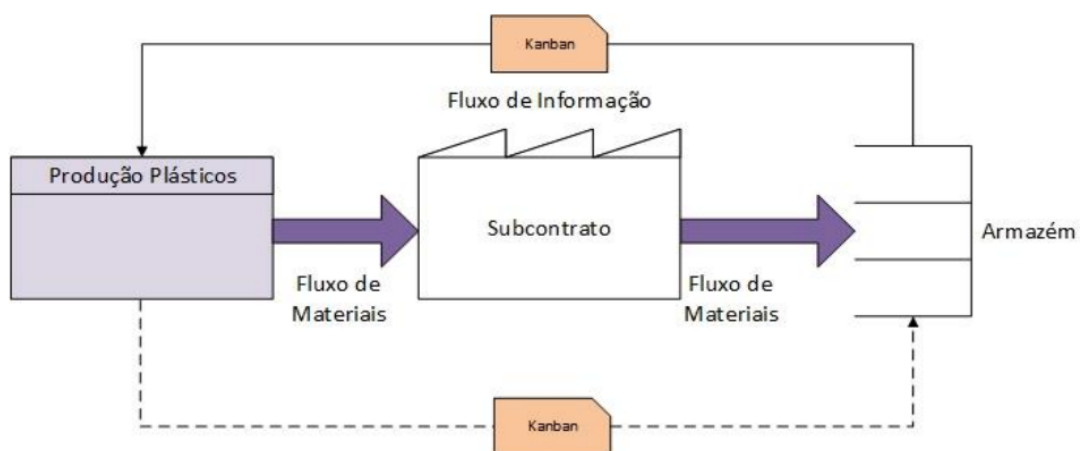 Kanban
Fluxo de Informação
Produção Plásticos
Subcontrato
Armazém
Fluxo de
Materiais
Fluxo de
Materiais
Kanban